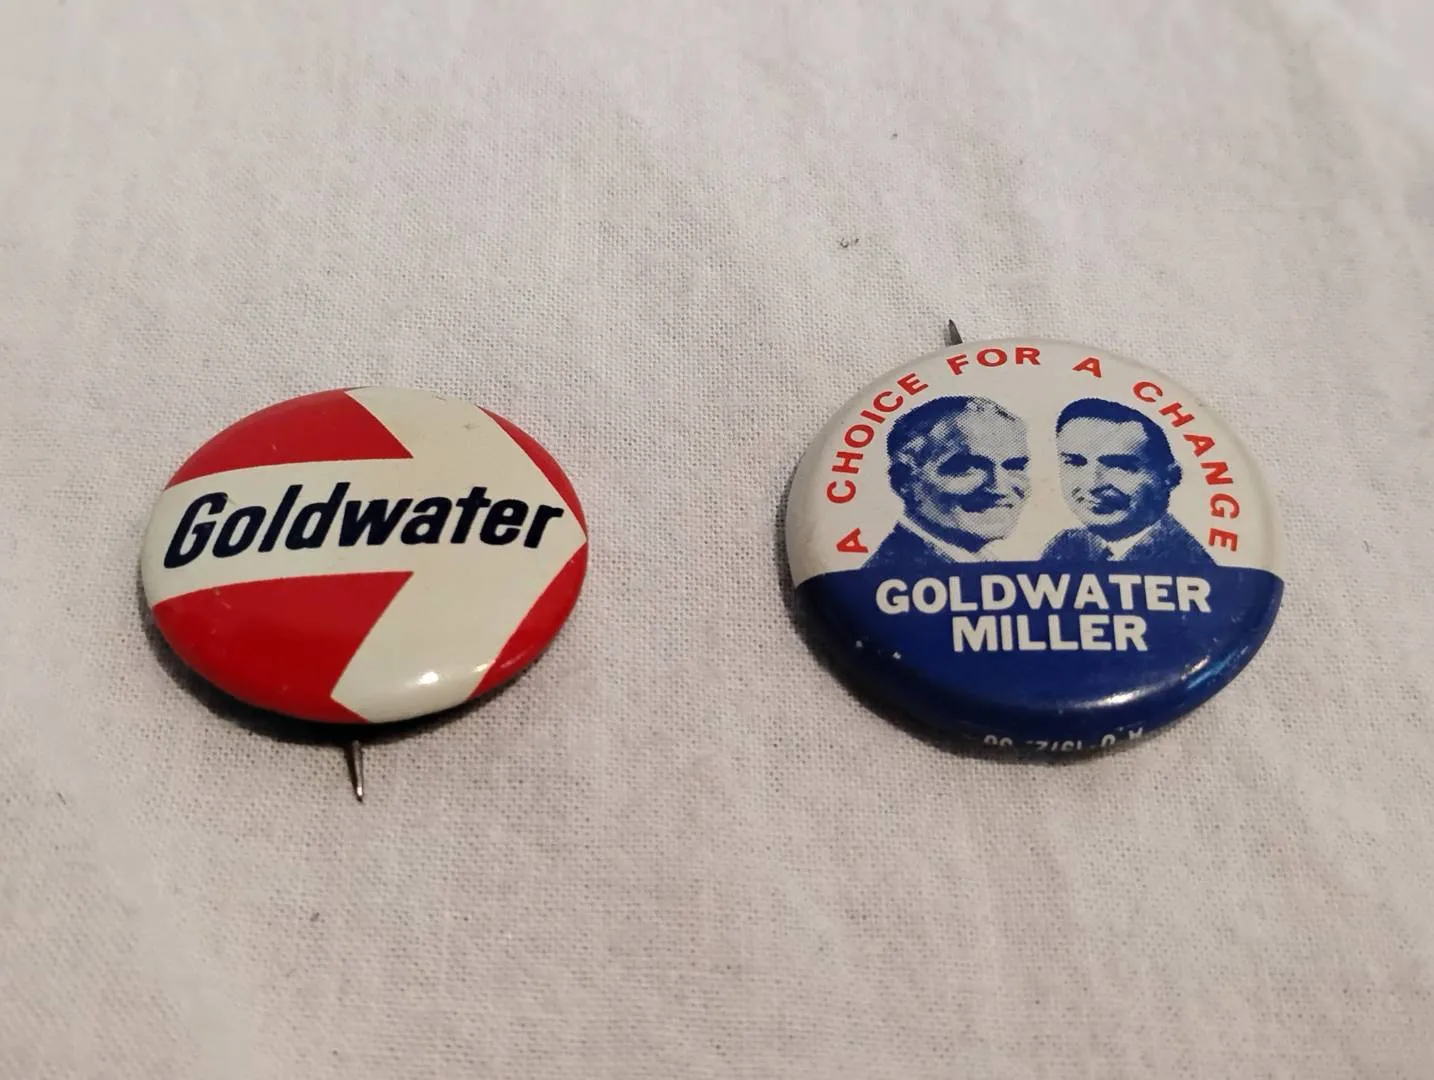 Goldwater
A CHOICE FOR A CHANGE
GOLDWATER
MILLER